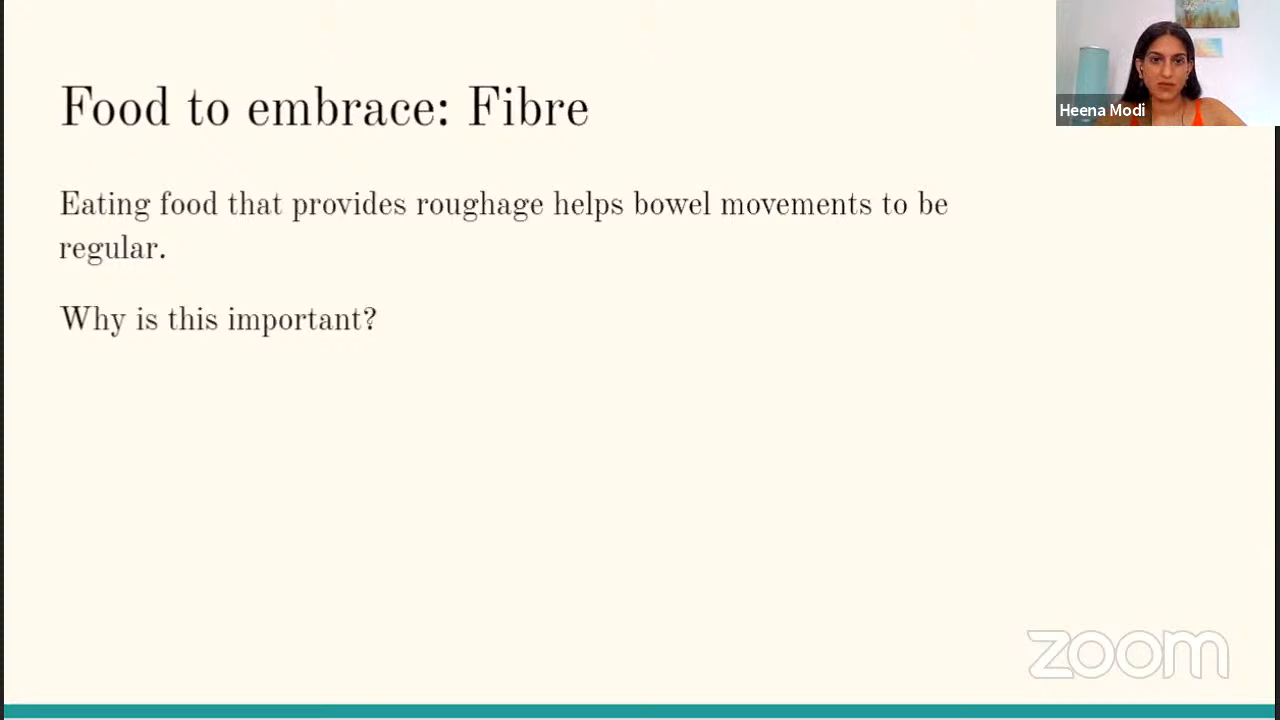 Food to embrace: Fibre
Heena Modi
Eating food that provides roughage helps bowel movements to be
regular.
Why is this important?
zoom